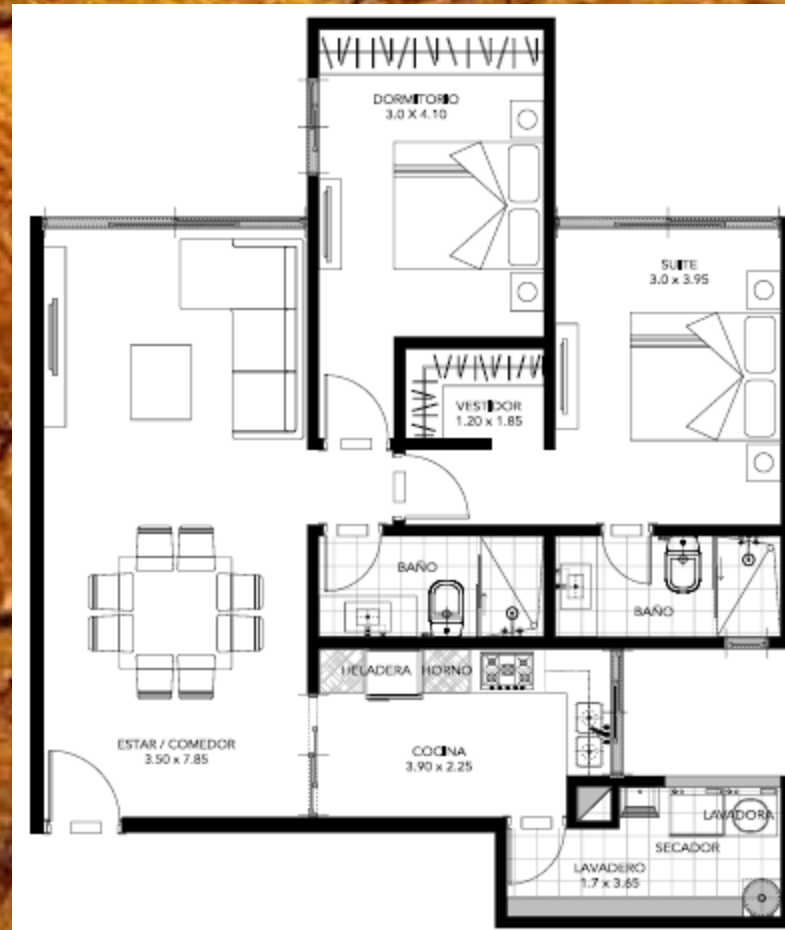 DORMITORIO
3.0 X 4.10
SUITE
3.0 x 3.95
VESTIDOR
1.20 x 1.85
BAÑO
BAÑO
HELADERA
HORNO
ESTAR / COMEDOR
3.50 x 7.85
COCINA
3.90 x 2.25
LAVADORA
SECADOR
LAVADERO
1.7 x 3.65